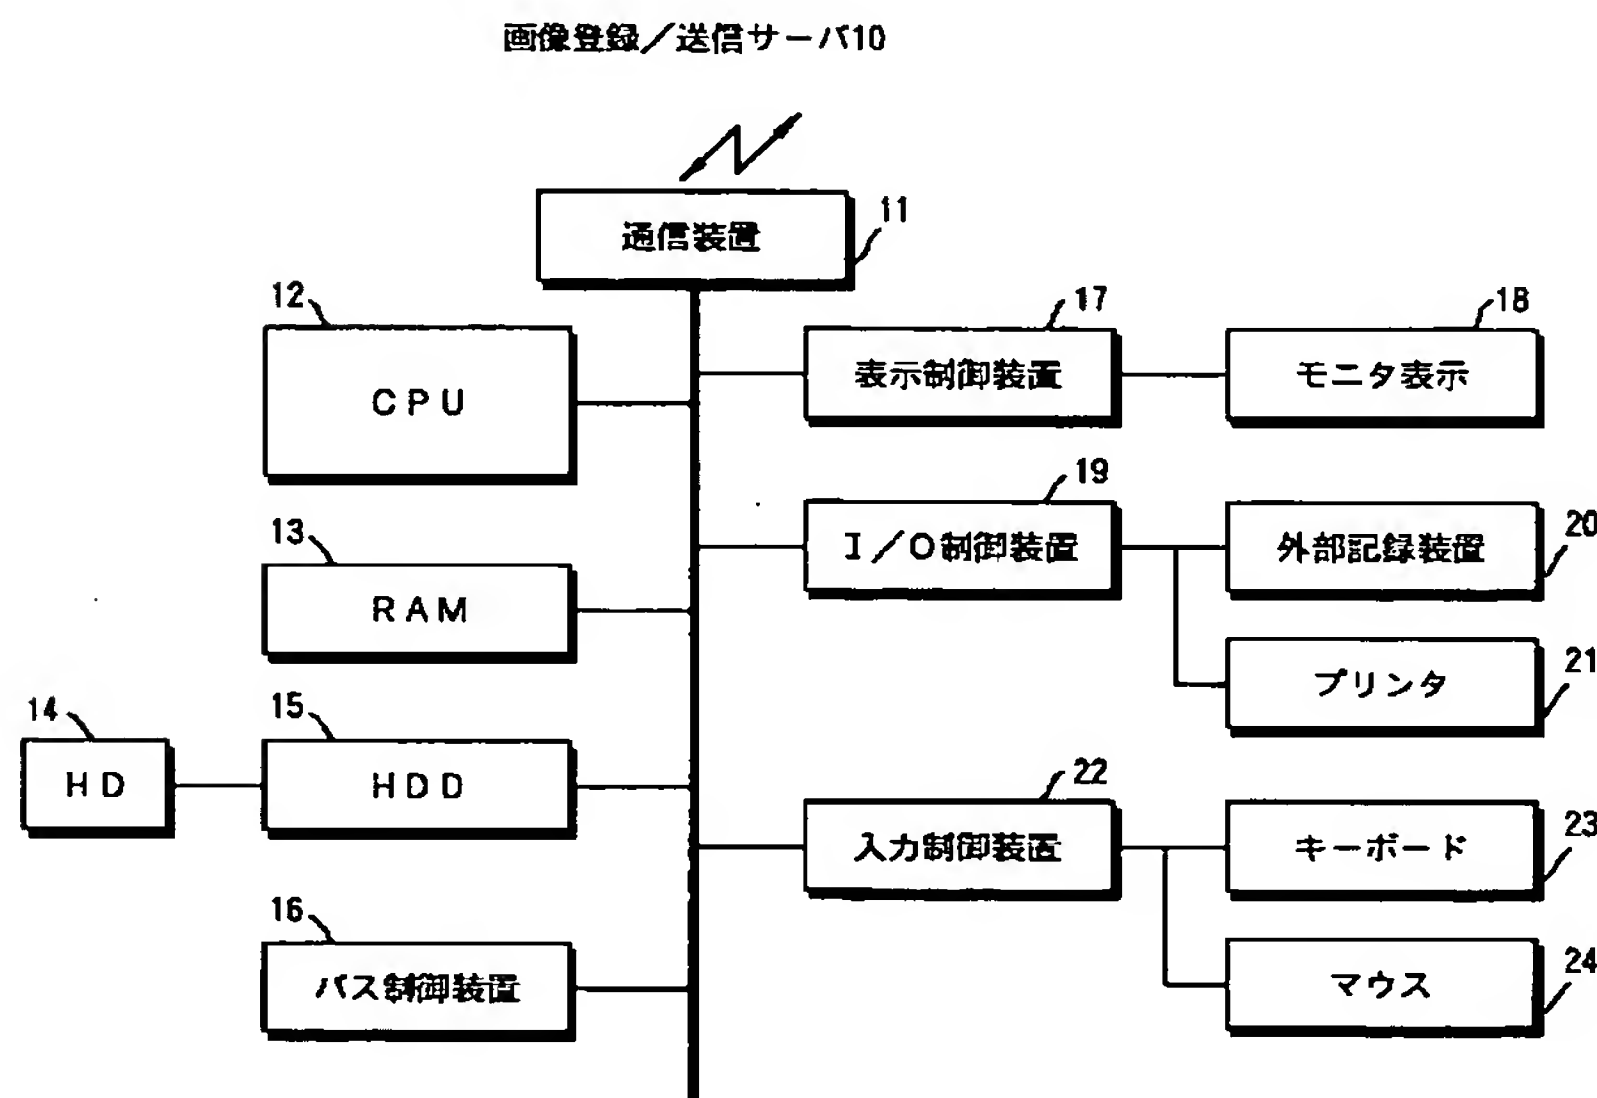 画像登録／送信サーバ10
通信装置
11
12
CPU
17
表示制御装置
18
モニタ表示
13
RAM
19
I／O制御装置
20
外部記録装置
21
プリンタ
14
HD
15
HDD
22
入力制御装置
23
キーボード
16
バス制御装置
24
マウス